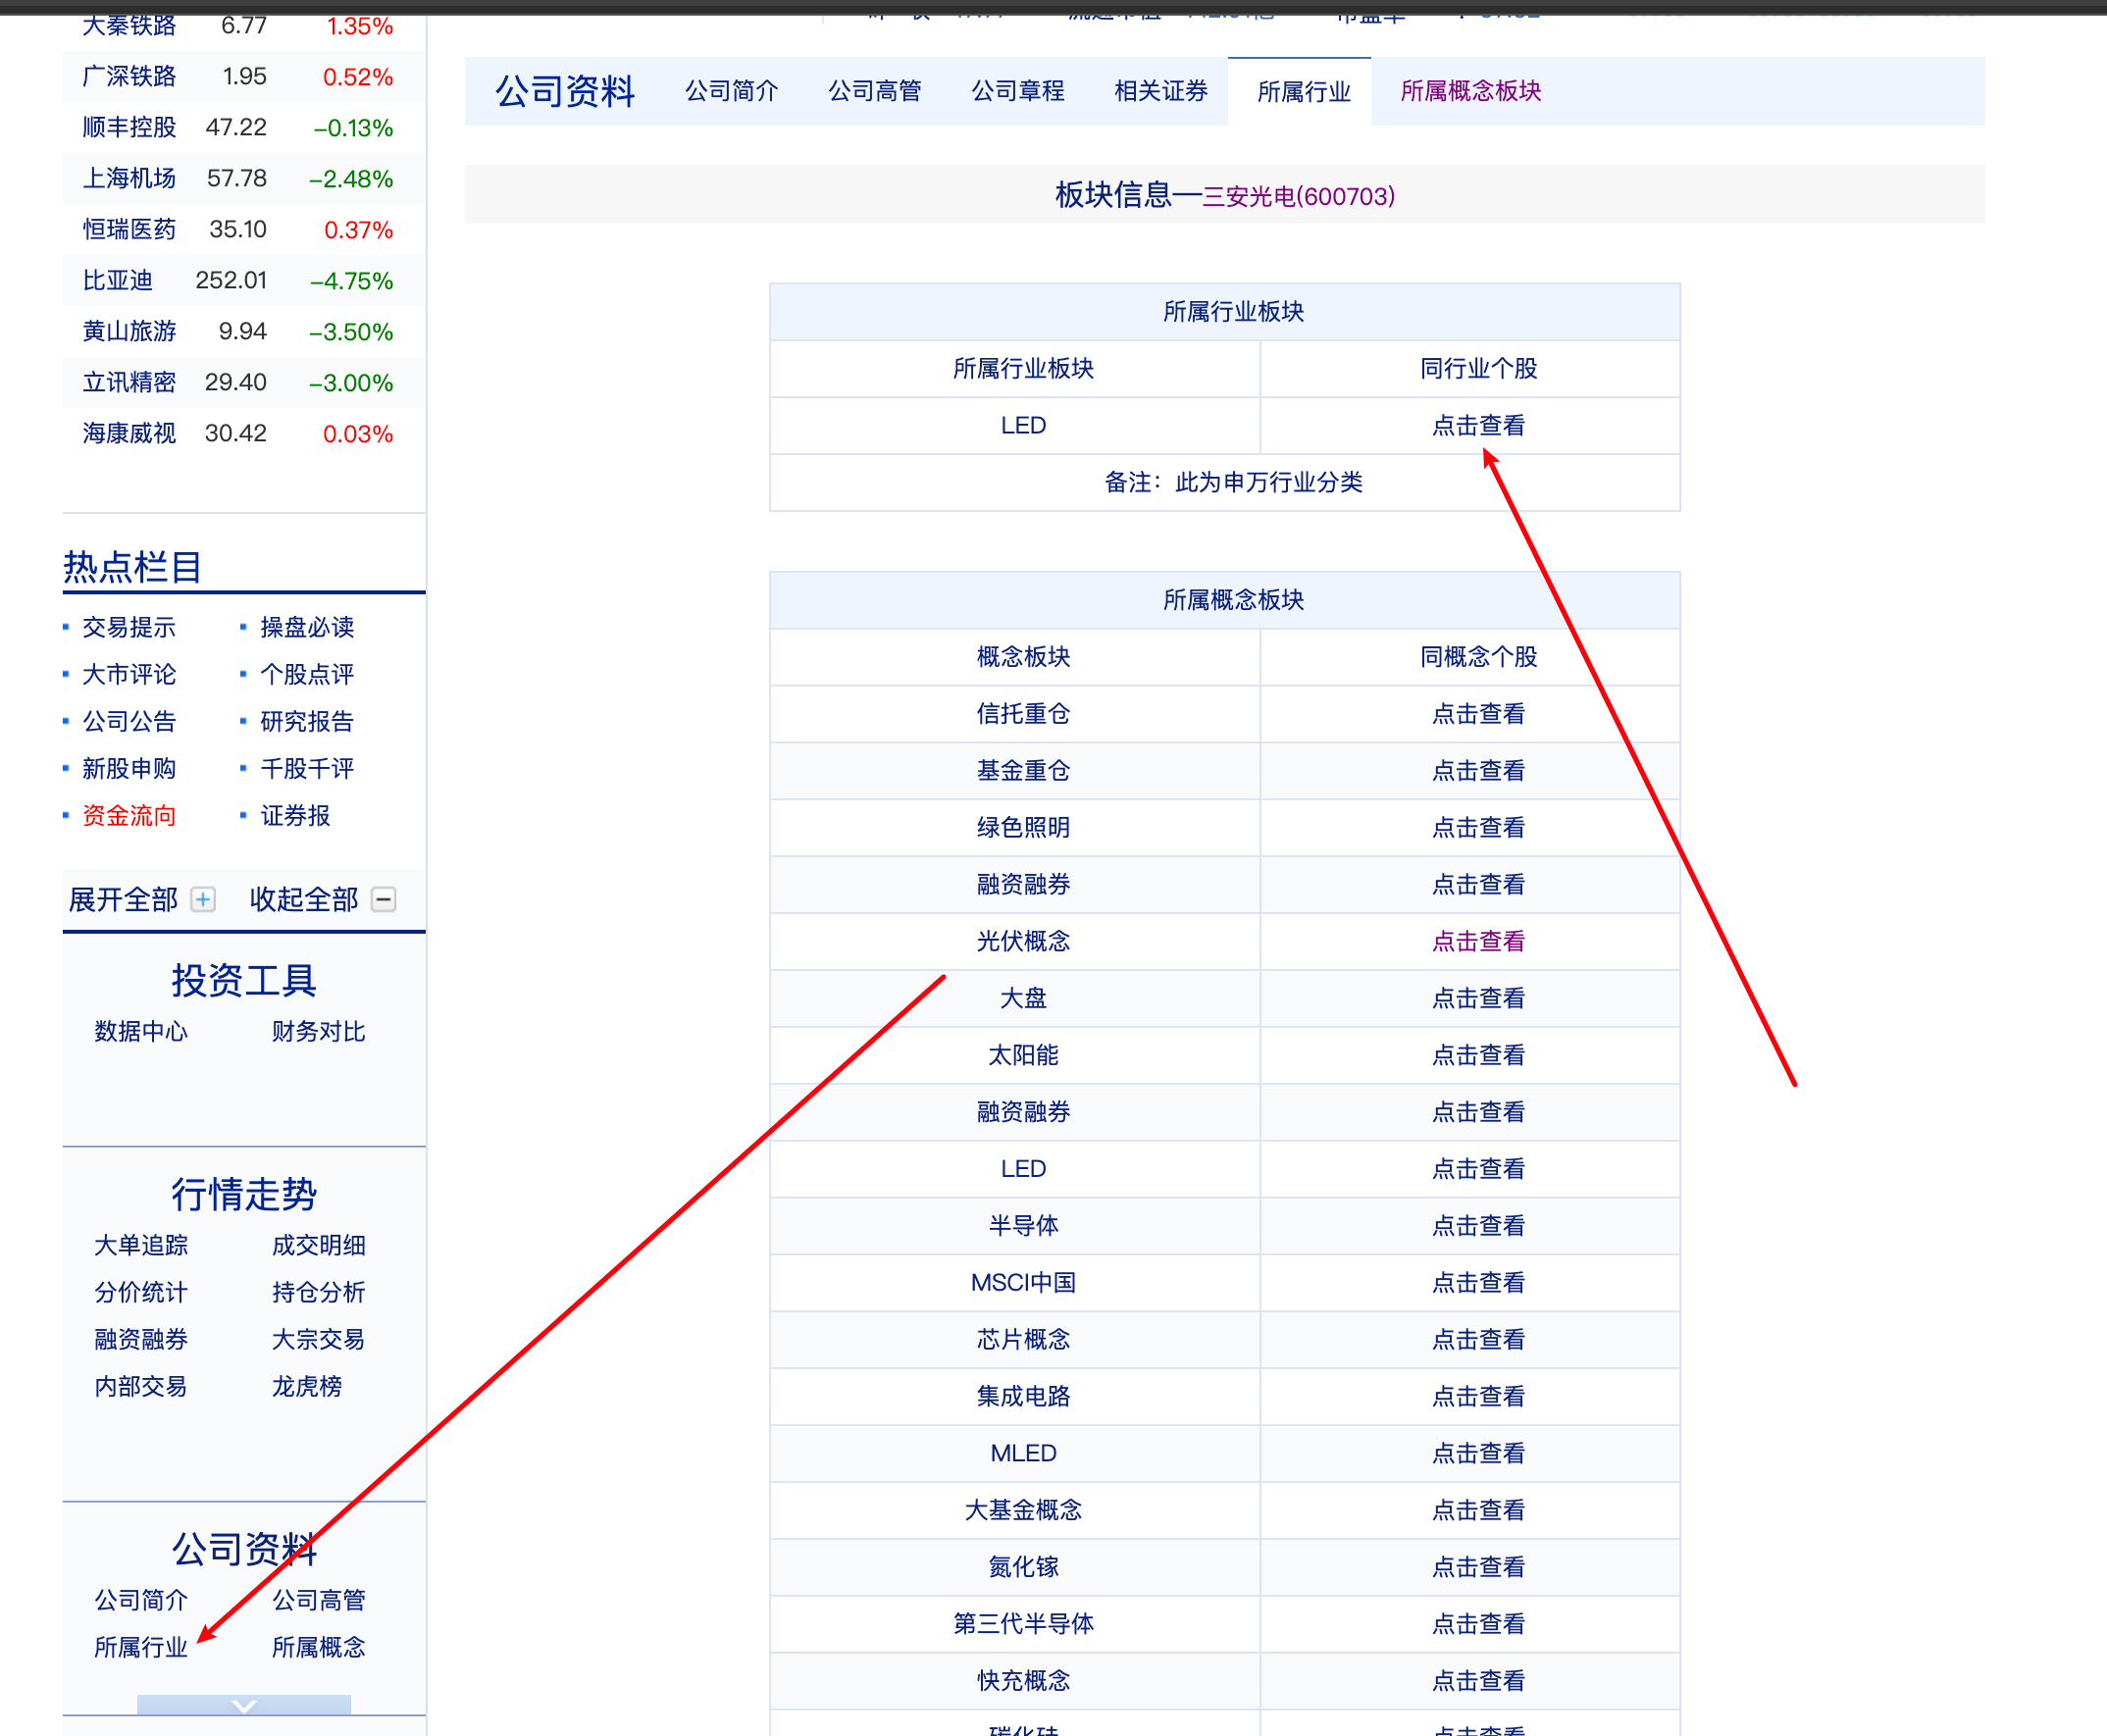 大秦铁路 6.77 1.35%
广深铁路 1.95 0.52%
顺丰控股 47.22 -0.13%
上海机场 57.78 -2.48%
恒瑞医药 35.10 0.37%
比亚迪 252.01 -4.75%
黄山旅游 9.94 -3.50%
立讯精密 29.40 -3.00%
海康威视 30.42 0.03%
热点栏目
交易提示 操盘必读
大市评论 个股点评
公司公告 研究报告
新股申购 千股千评
资金流向 证券报
展开全部 + 收起全部 −
投资工具
数据中心 财务对比
行情走势
大单追踪 成交明细
分价统计 持仓分析
融资融券 大宗交易
内部交易 龙虎榜
公司资料
公司简介 公司高管
所属行业 所属概念
公司资料 公司简介 公司高管 公司章程 相关证券 所属行业 所属概念板块
板块信息—三安光电(600703)
所属行业板块
所属行业板块 同行业个股
LED 点击查看
备注：此为申万行业分类
所属概念板块
概念板块 同概念个股
信托重仓 点击查看
基金重仓 点击查看
绿色照明 点击查看
融资融券 点击查看
光伏概念 点击查看
大盘 点击查看
太阳能 点击查看
融资融券 点击查看
LED 点击查看
半导体 点击查看
MSCI中国 点击查看
芯片概念 点击查看
集成电路 点击查看
MLED 点击查看
大基金概念 点击查看
氮化镓 点击查看
第三代半导体 点击查看
快充概念 点击查看
碳化硅 点击查看